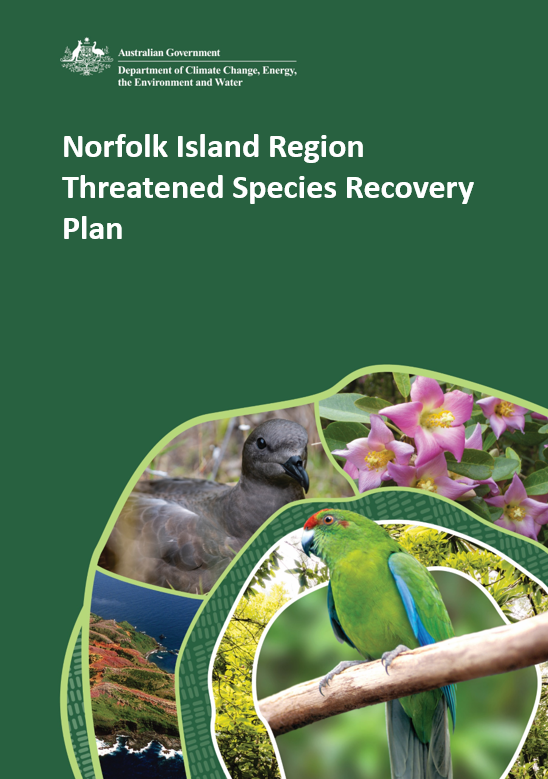 Australian Government
Department of Climate Change, Energy,
the Environment and Water
Norfolk Island Region
Threatened Species Recovery
Plan